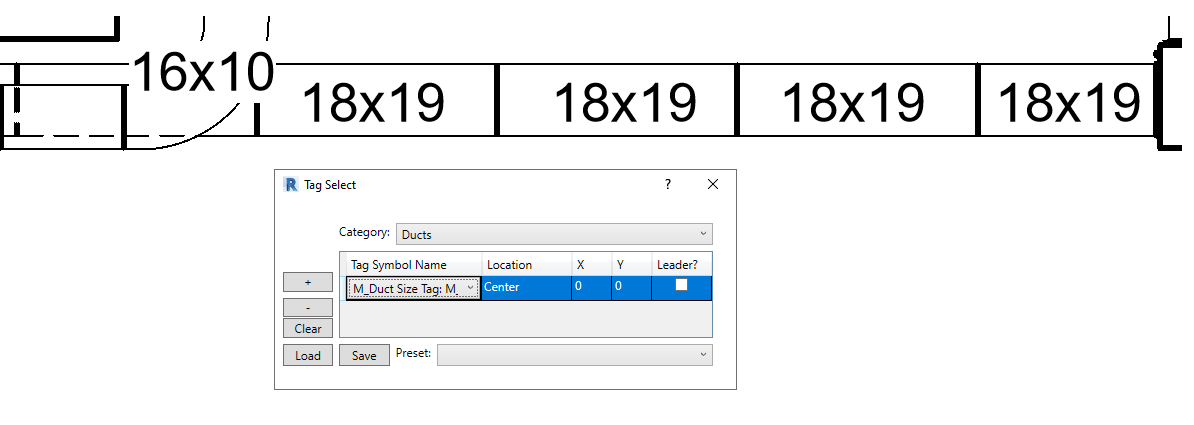 16x10
18x19 18x19 18x19 18x19
R Tag Select ?
Category: Ducts
Tag Symbol Name Location X Y Leader?
+
M_Duct Size Tag: M_ Center 0 0
-
Clear
Load Save Preset: